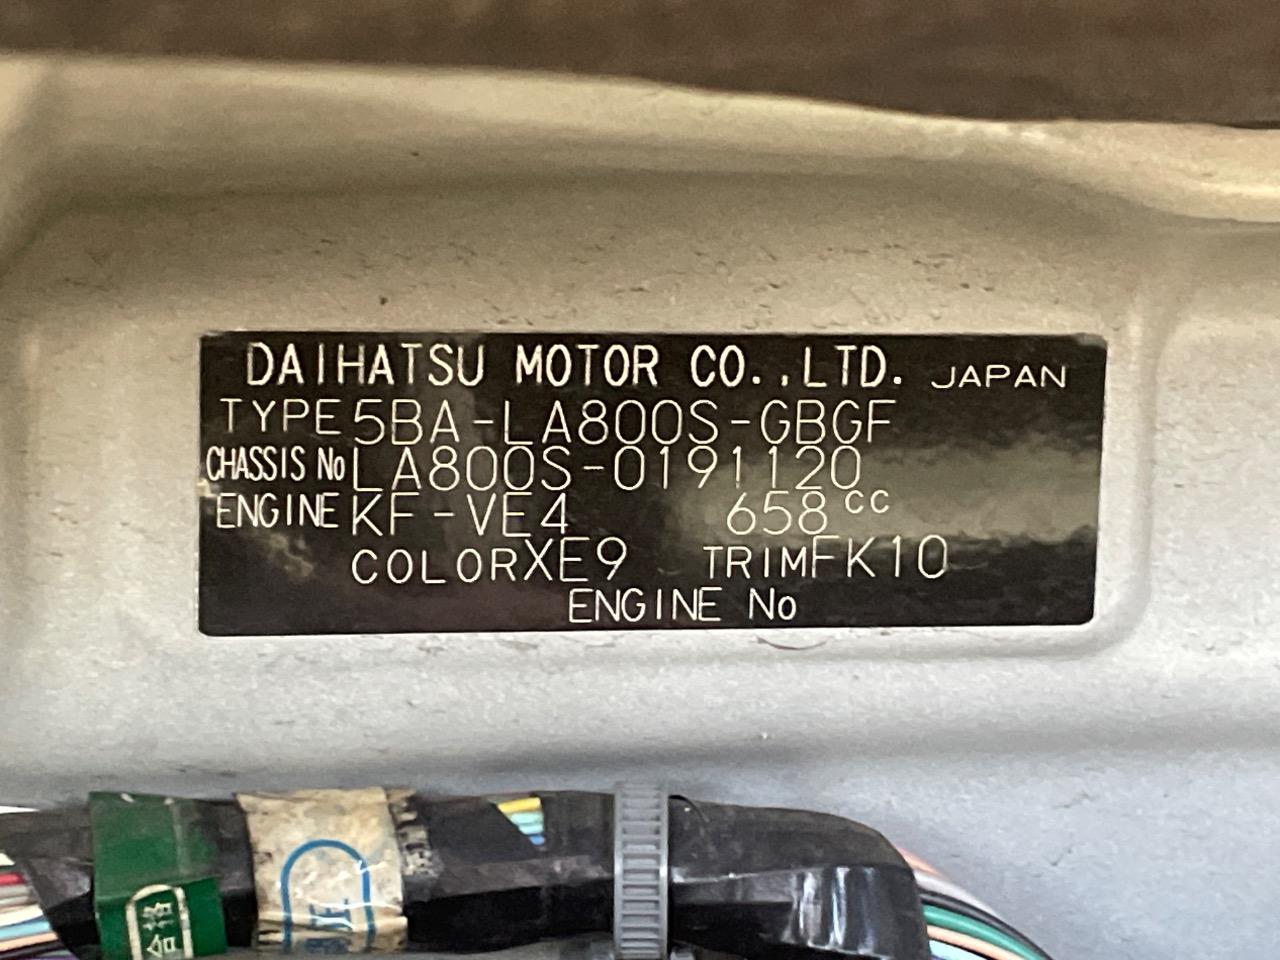 DAIHATSU MOTOR CO.,LTD. JAPAN
TYPE 5BA-LA800S-GBGF
CHASSIS No LA800S-0191120
ENGINE KF-VE4 658cc
COLOR XE9 TRIM FK10
ENGINE No